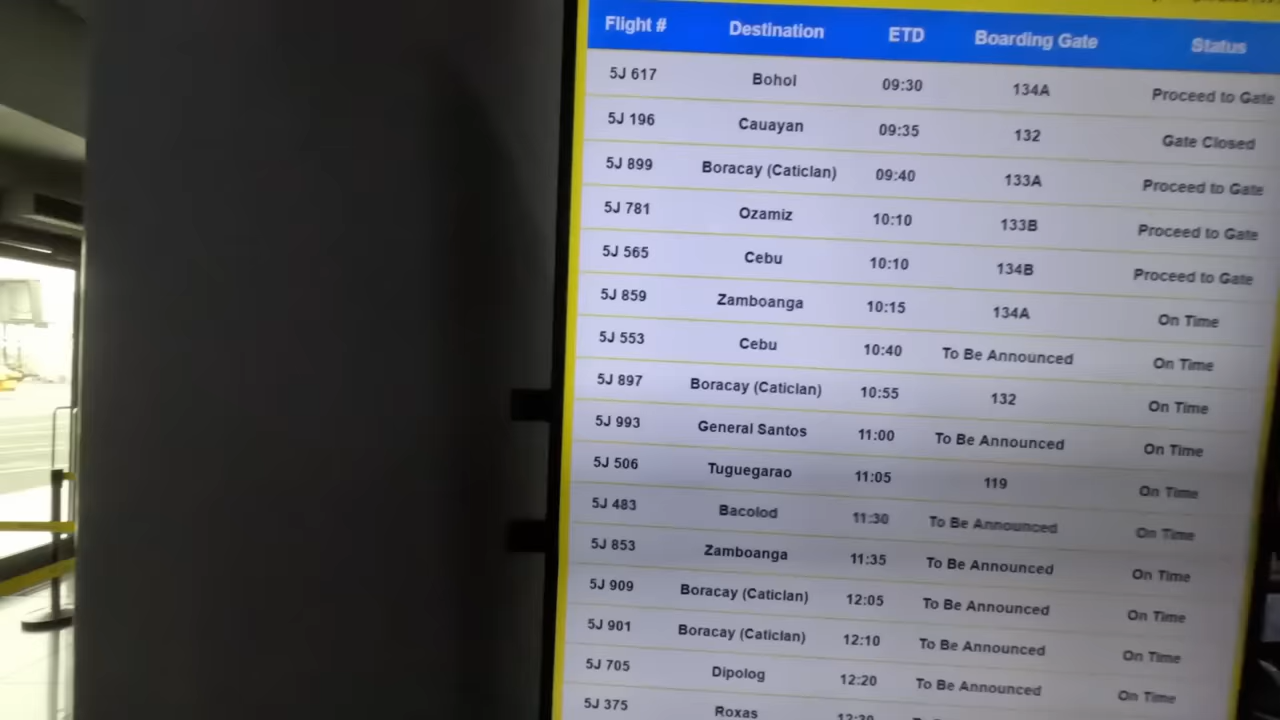 Flight # Destination ETD Boarding Gate Status
5J 617 Bohol 09:30 134A Proceed to Gate
5J 196 Cauayan 09:35 132 Gate Closed
5J 899 Boracay (Caticlan) 09:40 133A Proceed to Gate
5J 781 Ozamiz 10:10 133B Proceed to Gate
5J 565 Cebu 10:10 134B Proceed to Gate
5J 859 Zamboanga 10:15 134A On Time
5J 553 Cebu 10:40 To Be Announced On Time
5J 897 Boracay (Caticlan) 10:55 132 On Time
5J 993 General Santos 11:00 To Be Announced On Time
5J 506 Tuguegarao 11:05 119 On Time
5J 483 Bacolod 11:30 To Be Announced On Time
5J 853 Zamboanga 11:35 To Be Announced On Time
5J 909 Boracay (Caticlan) 12:05 To Be Announced On Time
5J 901 Boracay (Caticlan) 12:10 To Be Announced On Time
5J 705 Dipolog 12:20 To Be Announced On Time
5J 375 Roxas